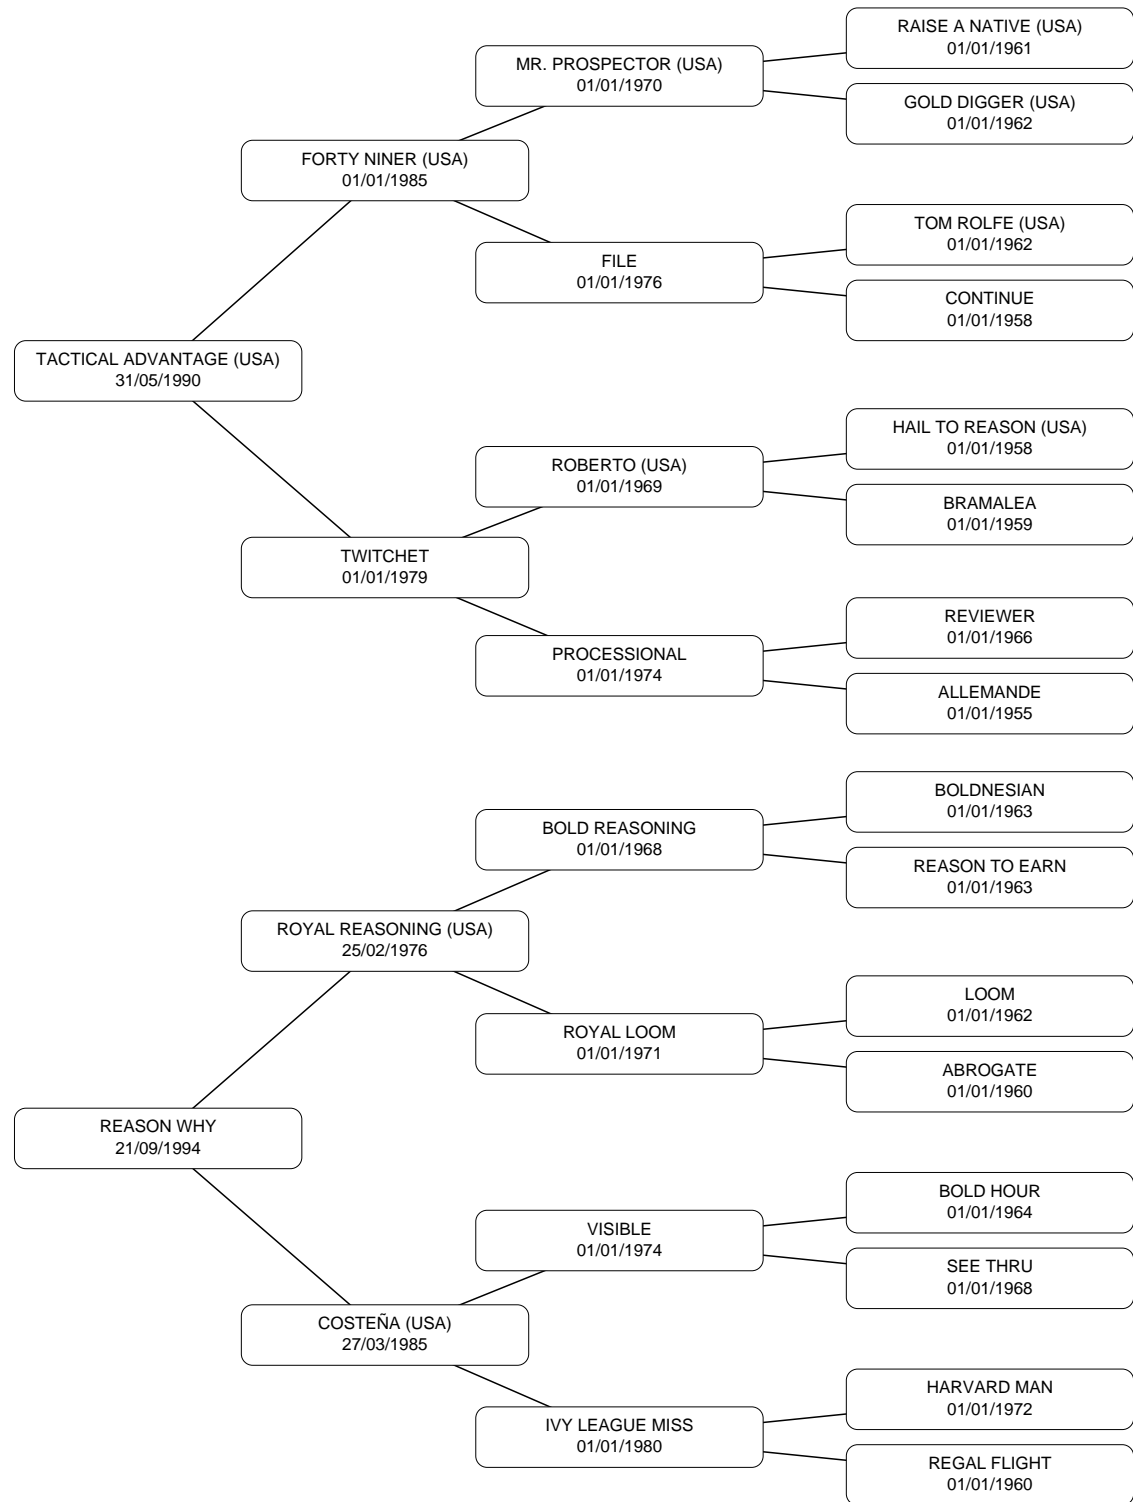 RAISE A NATIVE (USA)
01/01/1961
MR. PROSPECTOR (USA)
01/01/1970
GOLD DIGGER (USA)
01/01/1962
FORTY NINER (USA)
01/01/1985
TOM ROLFE (USA)
01/01/1962
FILE
01/01/1976
CONTINUE
01/01/1958
TACTICAL ADVANTAGE (USA)
31/05/1990
HAIL TO REASON (USA)
01/01/1958
ROBERTO (USA)
01/01/1969
BRAMALEA
01/01/1959
TWITCHET
01/01/1979
REVIEWER
01/01/1966
PROCESSIONAL
01/01/1974
ALLEMANDE
01/01/1955
BOLDNESIAN
01/01/1963
BOLD REASONING
01/01/1968
REASON TO EARN
01/01/1963
ROYAL REASONING (USA)
25/02/1976
LOOM
01/01/1962
ROYAL LOOM
01/01/1971
ABROGATE
01/01/1960
REASON WHY
21/09/1994
BOLD HOUR
01/01/1964
VISIBLE
01/01/1974
SEE THRU
01/01/1968
COSTEÑA (USA)
27/03/1985
HARVARD MAN
01/01/1972
IVY LEAGUE MISS
01/01/1980
REGAL FLIGHT
01/01/1960